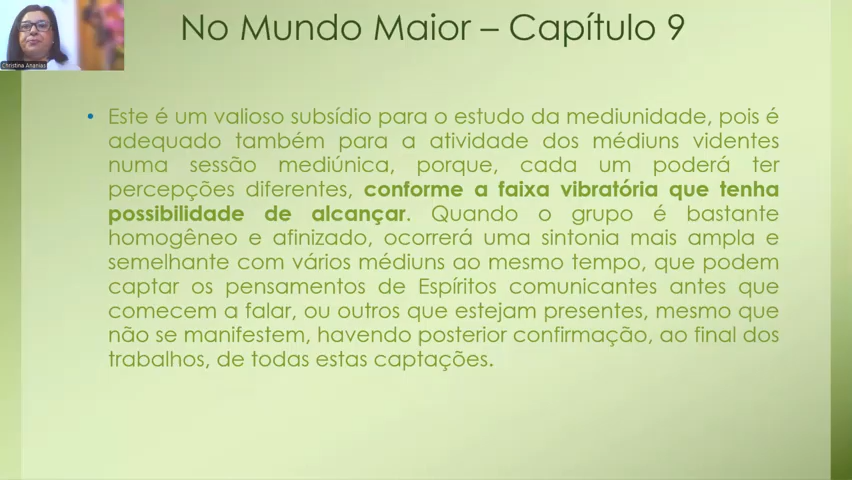 No Mundo Maior – Capítulo 9
Christina Ananias
• Este é um valioso subsídio para o estudo da mediunidade, pois é
adequado também para a atividade dos médiuns videntes
numa sessão mediúnica, porque, cada um poderá ter
percepções diferentes, conforme a faixa vibratória que tenha
possibilidade de alcançar. Quando o grupo é bastante
homogêneo e afinizado, ocorrerá uma sintonia mais ampla e
semelhante com vários médiuns ao mesmo tempo, que podem
captar os pensamentos de Espíritos comunicantes antes que
comecem a falar, ou outros que estejam presentes, mesmo que
não se manifestem, havendo posterior confirmação, ao final dos
trabalhos, de todas estas captações.